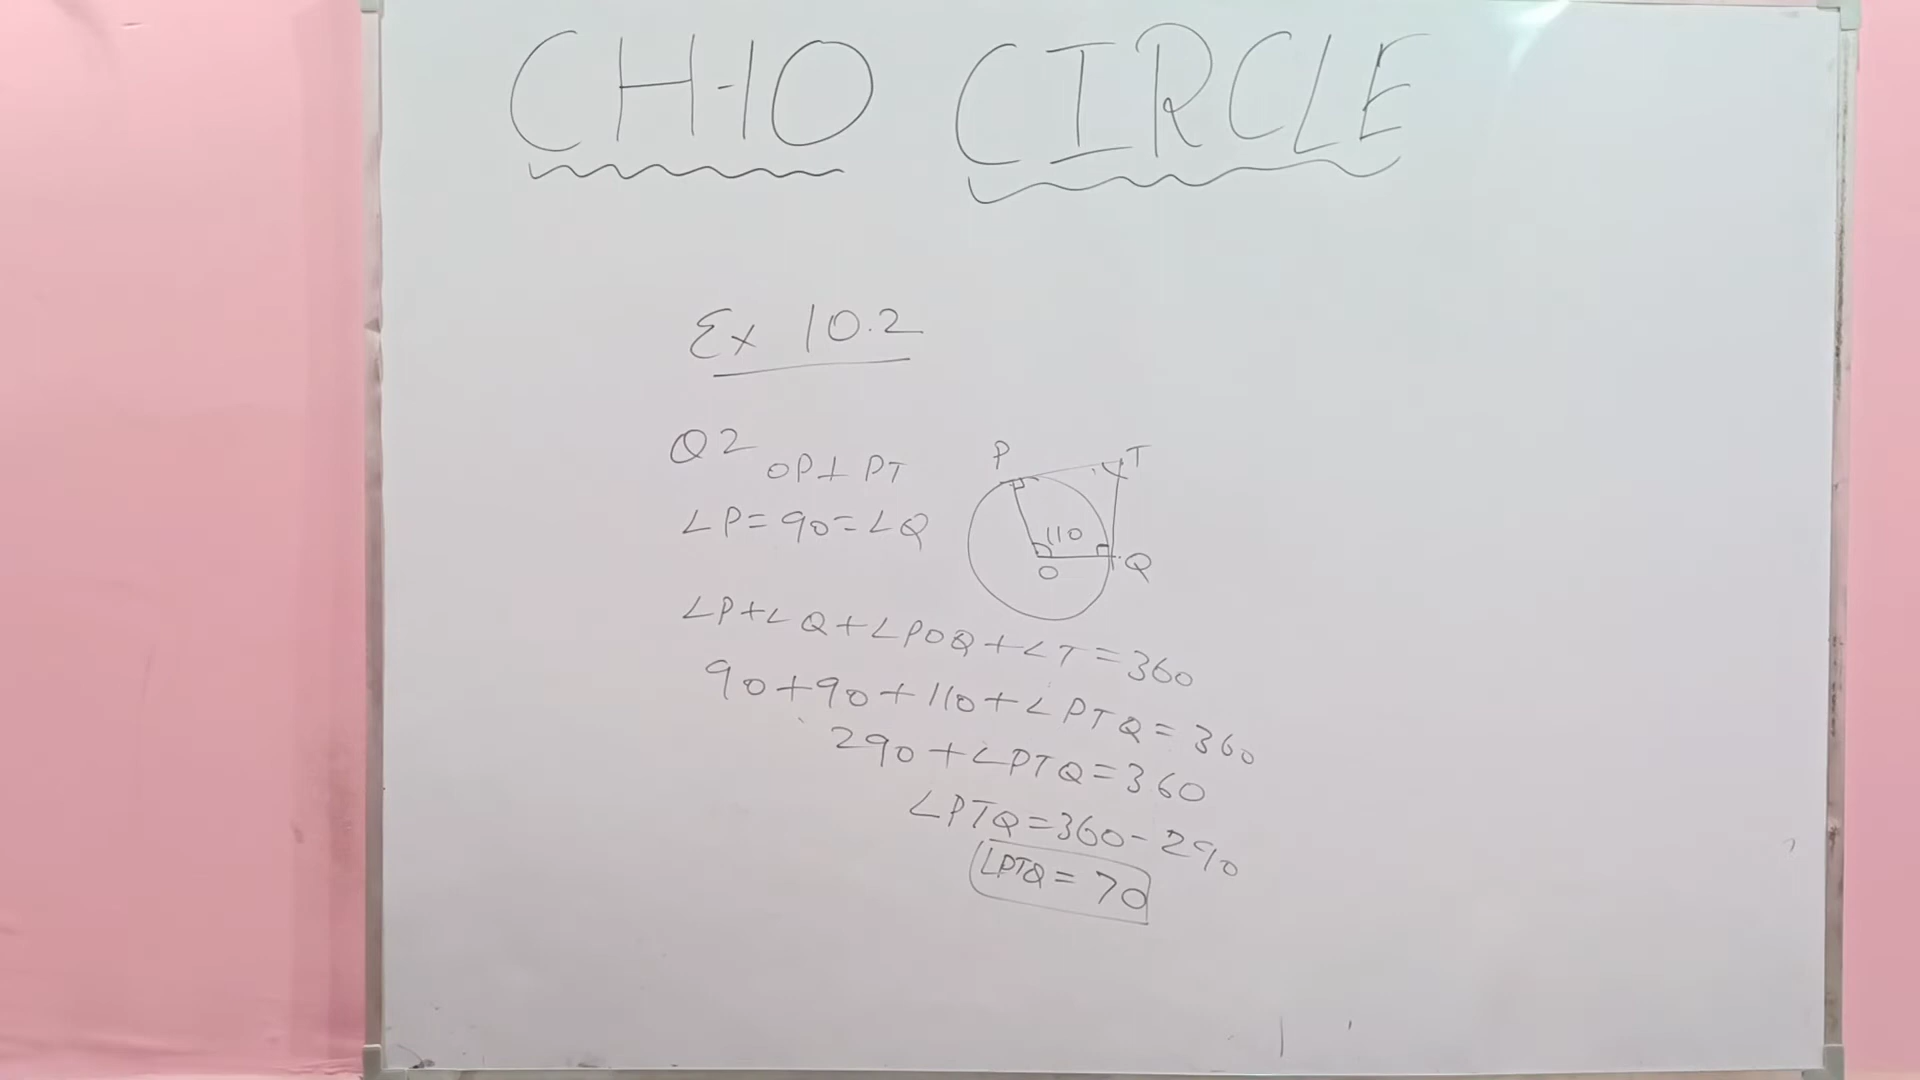 CH-10 CIRCLE
Ex 10.2
Q2
OP⊥ PT
∠P=90=∠Q
P
T
110
O
Q
∠P+∠Q+∠POQ+∠T=360
90+90+110+∠PTQ=360
290+∠PTQ=360
∠PTQ=360-290
∠PTQ=70